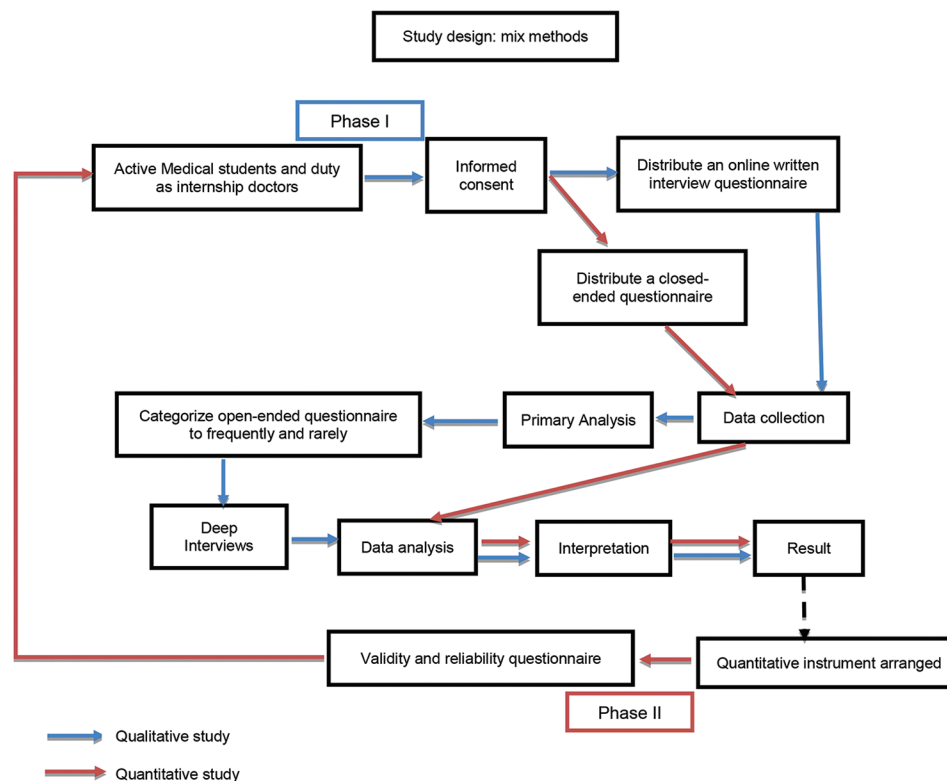 Study design: mix methods
Phase I
Active Medical students and duty
as internship doctors
Informed
consent
Distribute an online written
interview questionnaire
Distribute a closed-
ended questionnaire
Categorize open-ended questionnaire
to frequently and rarely
Primary Analysis
Data collection
Deep
Interviews
Data analysis
Interpretation
Result
Validity and reliability questionnaire
Quantitative instrument arranged
Phase II
Qualitative study
Quantitative study